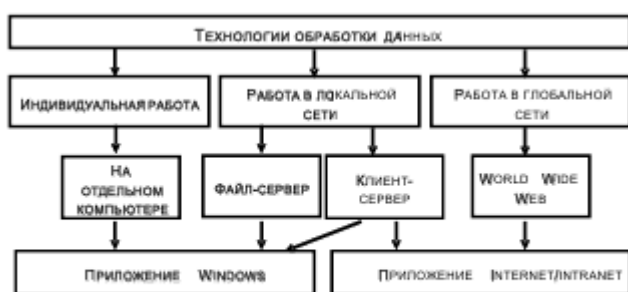 Технологии обработки данных
Индивидуальная работа
Работа в локальной
сети
Работа в глобальной
сети
На
отдельном
компьютере
файл-сервер
Клиент-
сервер
World Wide
Web
Приложение Windows
Приложение Internet/intranet